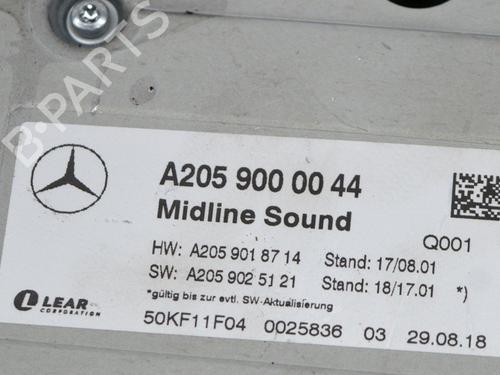 B-PARTS
A205 900 00 44
Midline Sound
Q001
HW: A205 901 87 14 Stand: 17/08.01
SW: A205 902 51 21 Stand: 18/17.01 *)
*gültig bis zur evtl. SW-Aktualisierung
LEAR
CORPORATION
50KF11F04 0025836 03 29.08.18